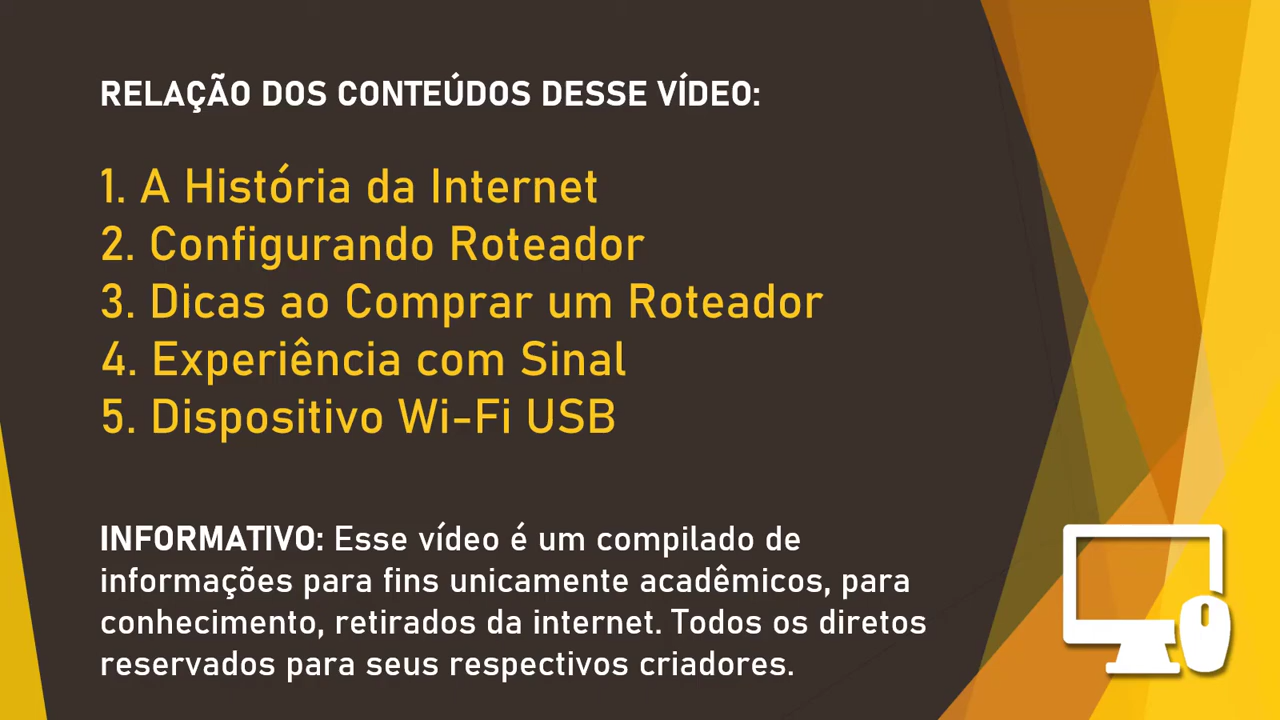 RELAÇÃO DOS CONTEÚDOS DESSE VÍDEO:
1. A História da Internet
2. Configurando Roteador
3. Dicas ao Comprar um Roteador
4. Experiência com Sinal
5. Dispositivo Wi-Fi USB
INFORMATIVO: Esse vídeo é um compilado de
informações para fins unicamente acadêmicos, para
conhecimento, retirados da internet. Todos os diretos
reservados para seus respectivos criadores.